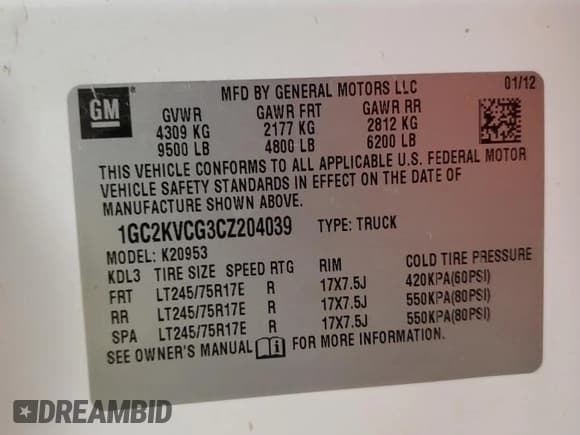 GM
MFD BY GENERAL MOTORS LLC 01/12
GVWR GAWR FRT GAWR RR
4309 KG 2177 KG 2812 KG
9500 LB 4800 LB 6200 LB
THIS VEHICLE CONFORMS TO ALL APPLICABLE U.S. FEDERAL MOTOR
VEHICLE SAFETY STANDARDS IN EFFECT ON THE DATE OF
MANUFACTURE SHOWN ABOVE.
1GC2KVCG3CZ204039 TYPE: TRUCK
MODEL: K20953
KDL3 TIRE SIZE SPEED RTG RIM COLD TIRE PRESSURE
FRT LT245/75R17E R 17X7.5J 420KPA(60PSI)
RR LT245/75R17E R 17X7.5J 550KPA(80PSI)
SPA LT245/75R17E R 17X7.5J 550KPA(80PSI)
SEE OWNER'S MANUAL FOR MORE INFORMATION.
DREAMBID